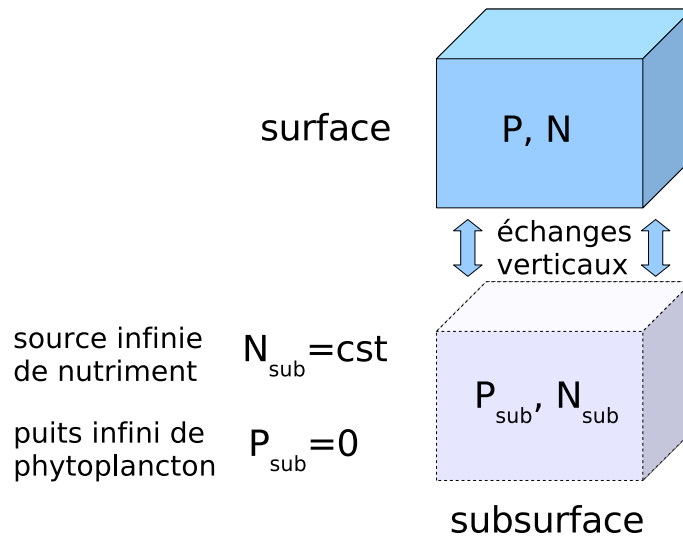 surface
P, N
échanges
verticaux
source infinie
de nutriment
N_sub=cst
P_sub, N_sub
puits infini de
phytoplancton
P_sub=0
subsurface